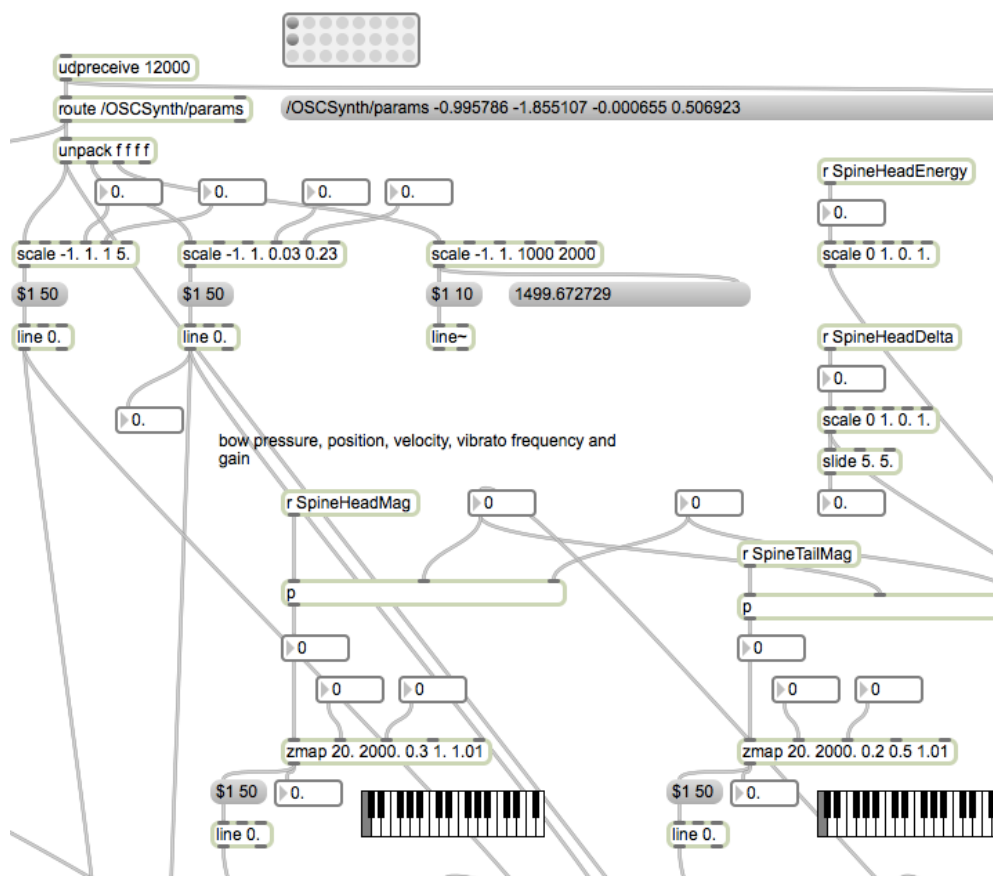 udpreceive 12000
route /OSCSynth/params
/OSCSynth/params -0.995786 -1.855107 -0.000655 0.506923
unpack f f f f
r SpineHeadEnergy
0.
0.
0.
0.
0.
scale -1. 1. 1 5.
scale -1. 1. 0.03 0.23
scale -1. 1. 1000 2000
scale 0 1. 0. 1.
$1 50
$1 50
$1 10
1499.672729
line 0.
line 0.
line~
r SpineHeadDelta
0.
0.
scale 0 1. 0. 1.
bow pressure, position, velocity, vibrato frequency and
gain
slide 5. 5.
r SpineHeadMag
0
0
0.
r SpineTailMag
p
p
0
0
0
0
0
0
zmap 20. 2000. 0.3 1. 1.01
zmap 20. 2000. 0.2 0.5 1.01
$1 50
0.
$1 50
0.
line 0.
line 0.